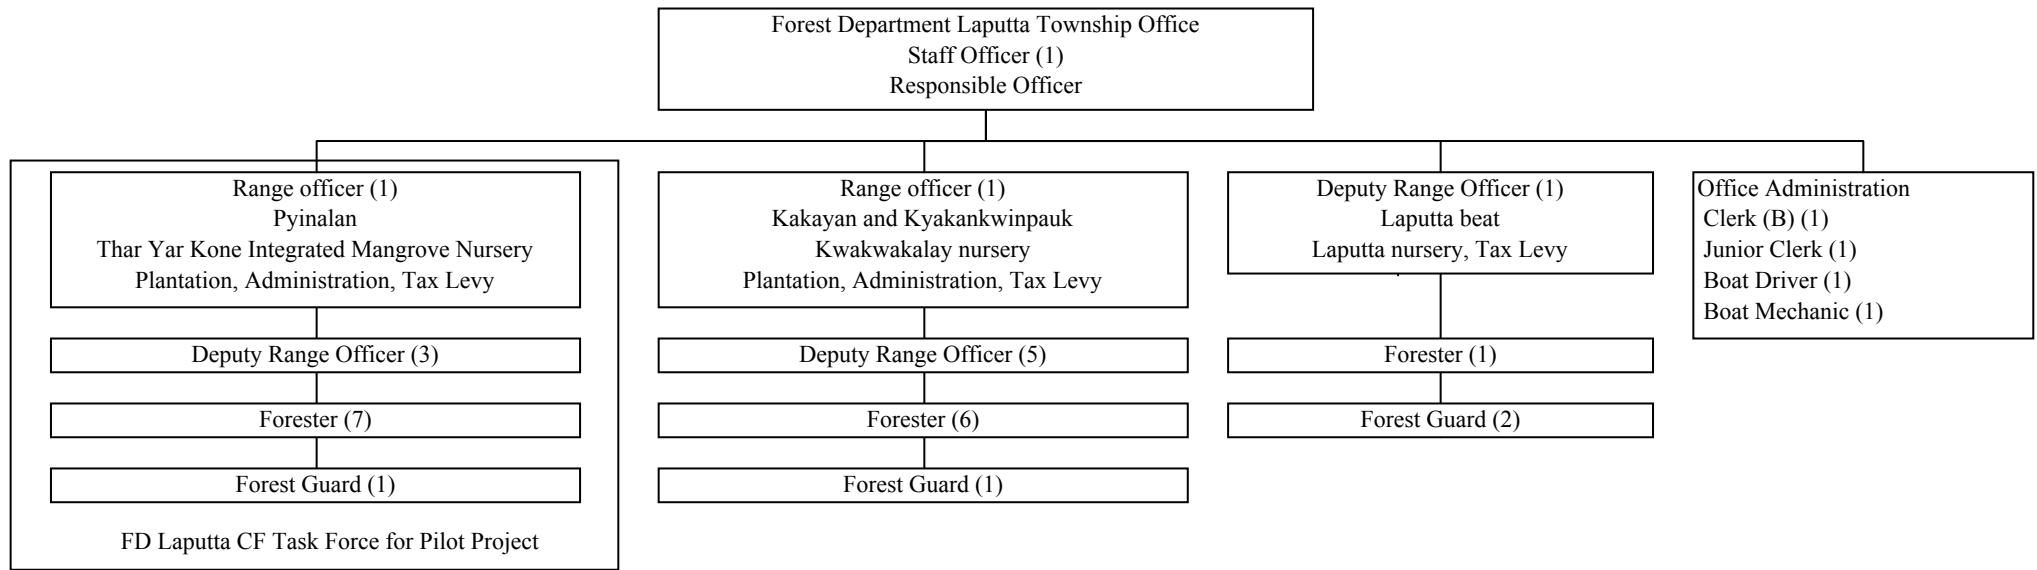 Forest Department Laputta Township Office
Staff Officer (1)
Responsible Officer
Range officer (1)
Pyinalan
Thar Yar Kone Integrated Mangrove Nursery
Plantation, Administration, Tax Levy
Deputy Range Officer (3)
Forester (7)
Forest Guard (1)
FD Laputta CF Task Force for Pilot Project
Range officer (1)
Kakayan and Kyakankwinpauk
Kwakwakalay nursery
Plantation, Administration, Tax Levy
Deputy Range Officer (5)
Forester (6)
Forest Guard (1)
Deputy Range Officer (1)
Laputta beat
Laputta nursery, Tax Levy
Forester (1)
Forest Guard (2)
Office Administration
Clerk (B) (1)
Junior Clerk (1)
Boat Driver (1)
Boat Mechanic (1)